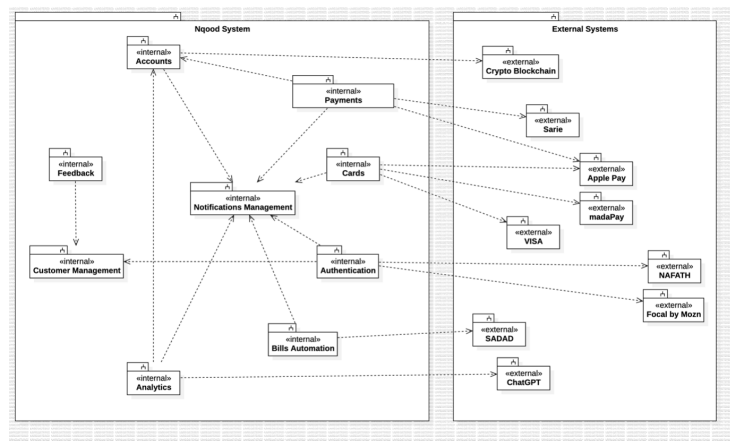 Nqood System
External Systems
«internal»
Accounts
«external»
Crypto Blockchain
«internal»
Payments
«external»
Sarie
«internal»
Feedback
«internal»
Cards
«external»
Apple Pay
«internal»
Notifications Management
«external»
madaPay
«external»
VISA
«internal»
Customer Management
«internal»
Authentication
«external»
NAFATH
«external»
Focal by Mozn
«internal»
Bills Automation
«external»
SADAD
«internal»
Analytics
«external»
ChatGPT